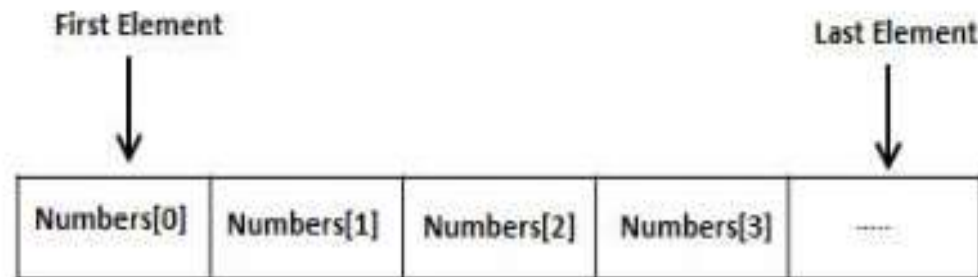 First Element
Last Element
Numbers[0] Numbers[1] Numbers[2] Numbers[3] .....